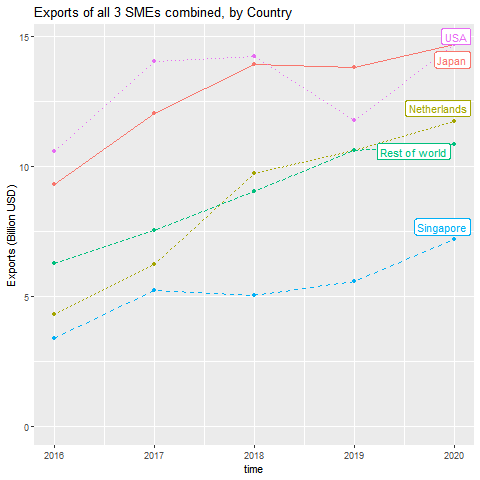 Exports of all 3 SMEs combined, by Country
USA
Japan
Netherlands
Rest of world
Singapore
Exports (Billion USD)
15
10
5
0
2016 2017 2018 2019 2020
time